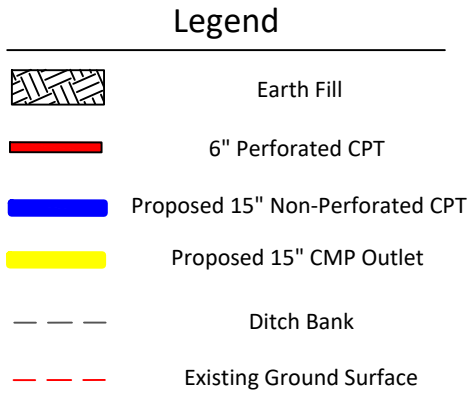 Legend
Earth Fill
6" Perforated CPT
Proposed 15" Non-Perforated CPT
Proposed 15" CMP Outlet
Ditch Bank
Existing Ground Surface